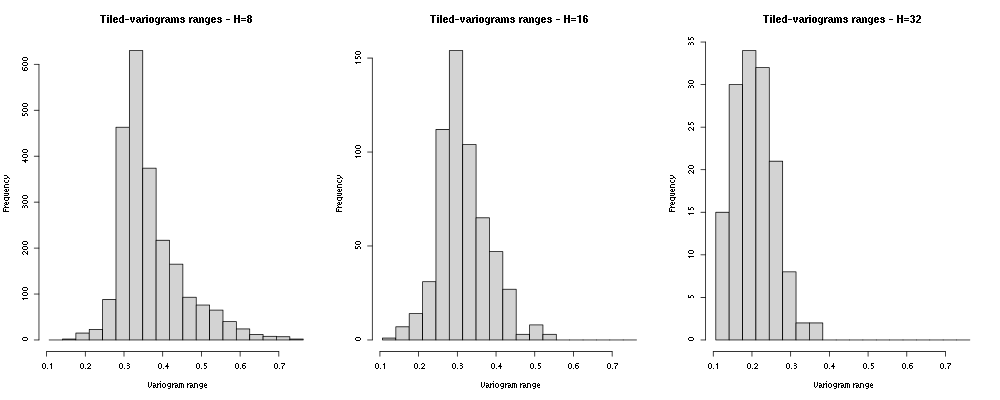 Tiled-variograms ranges - H=8
Frequency
0
100
200
300
400
500
600
0.1 0.2 0.3 0.4 0.5 0.6 0.7
Variogram range
Tiled-variograms ranges - H=16
Frequency
0
50
100
150
0.1 0.2 0.3 0.4 0.5 0.6 0.7
Variogram range
Tiled-variograms ranges - H=32
Frequency
0
5
10
15
20
25
30
35
0.1 0.2 0.3 0.4 0.5 0.6 0.7
Variogram range